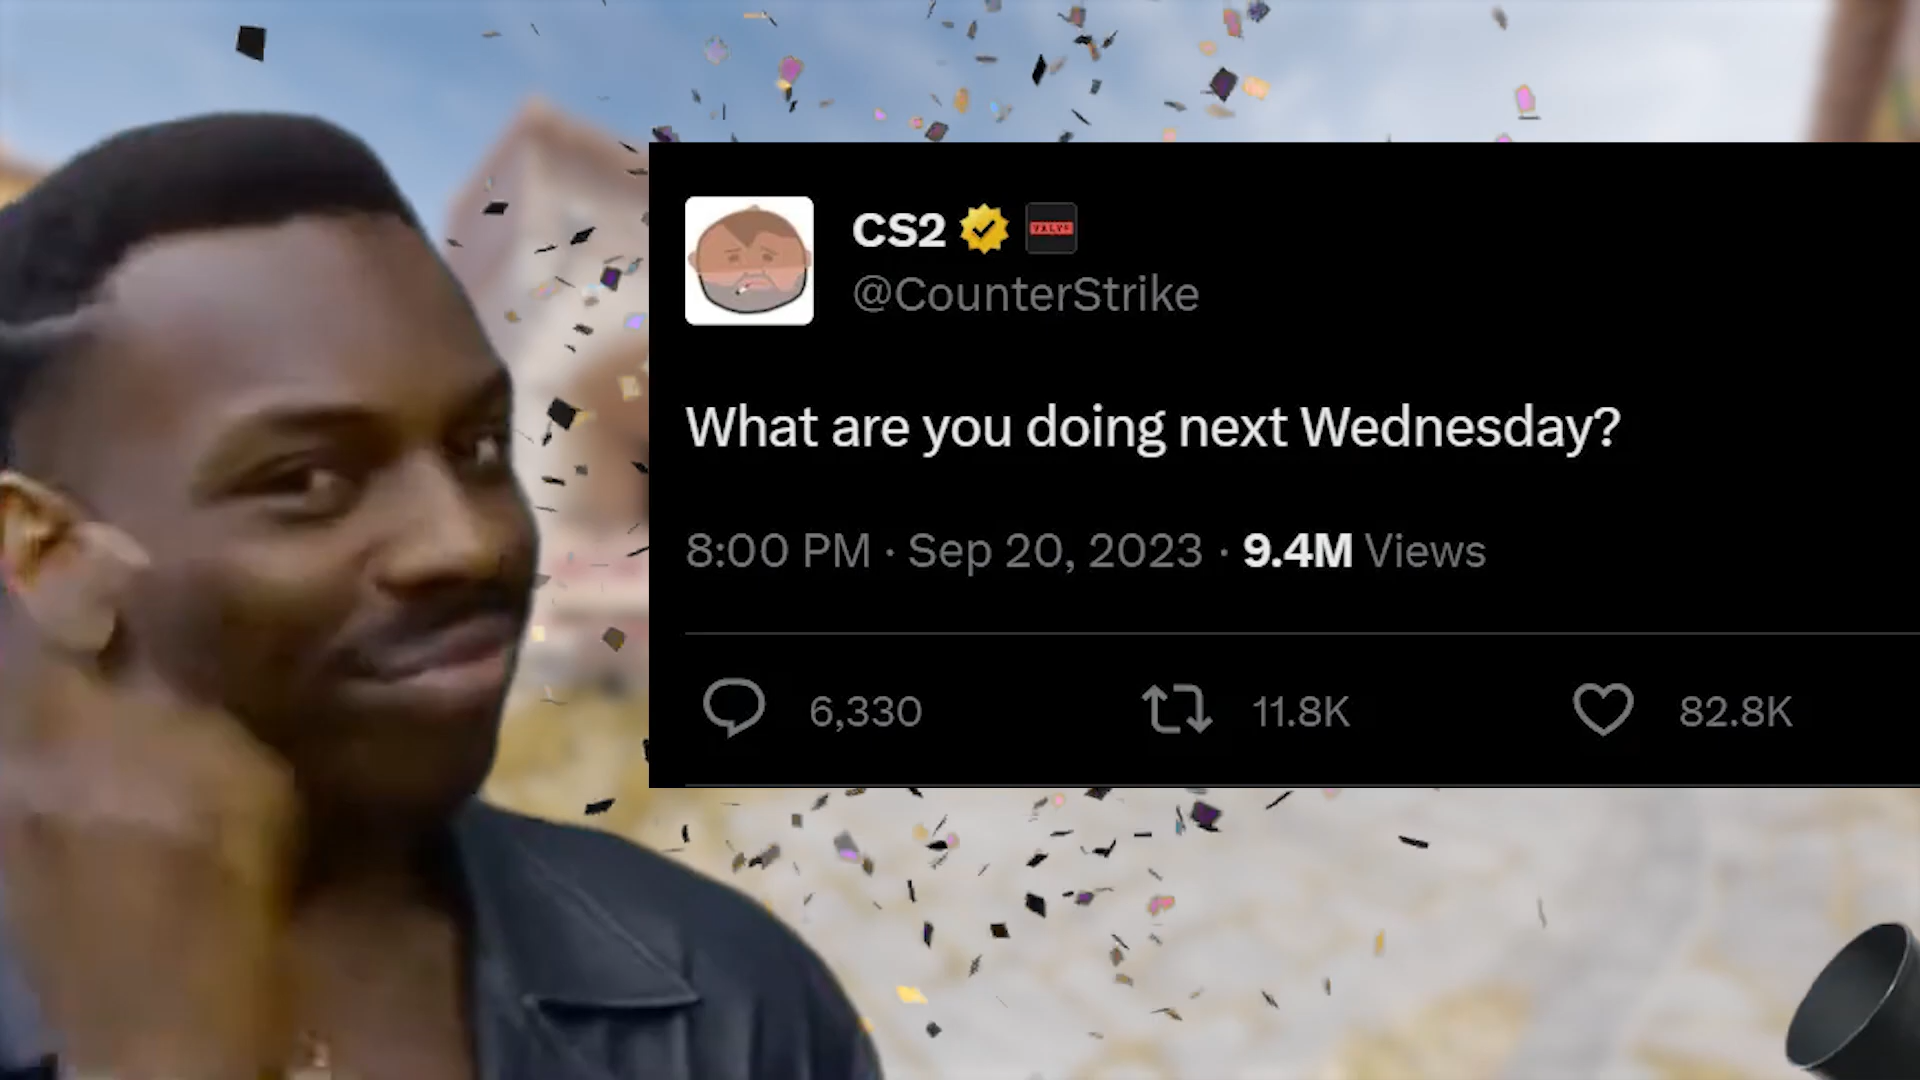 CS2
VALVE
@CounterStrike
What are you doing next Wednesday?
8:00 PM · Sep 20, 2023 · 9.4M Views
6,330 11.8K 82.8K